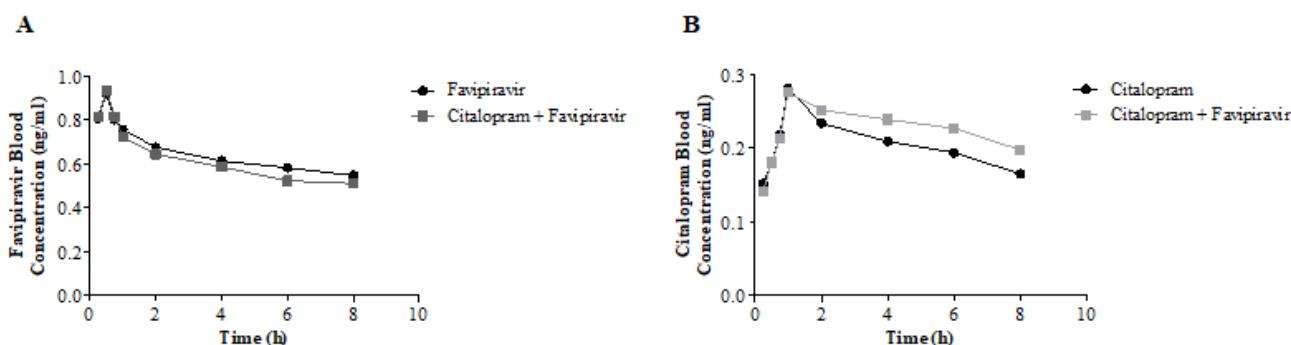 A
Favipiravir Blood
Concentration (ng/ml)
1.0
0.8
0.6
0.4
0.2
0.0
0
2
4
6
8
10
Time (h)
Favipiravir
Citalopram + Favipiravir
B
Citalopram Blood
Concentration (ng/ml)
0.3
0.2
0.1
0.0
0
2
4
6
8
10
Time (h)
Citalopram
Citalopram + Favipiravir